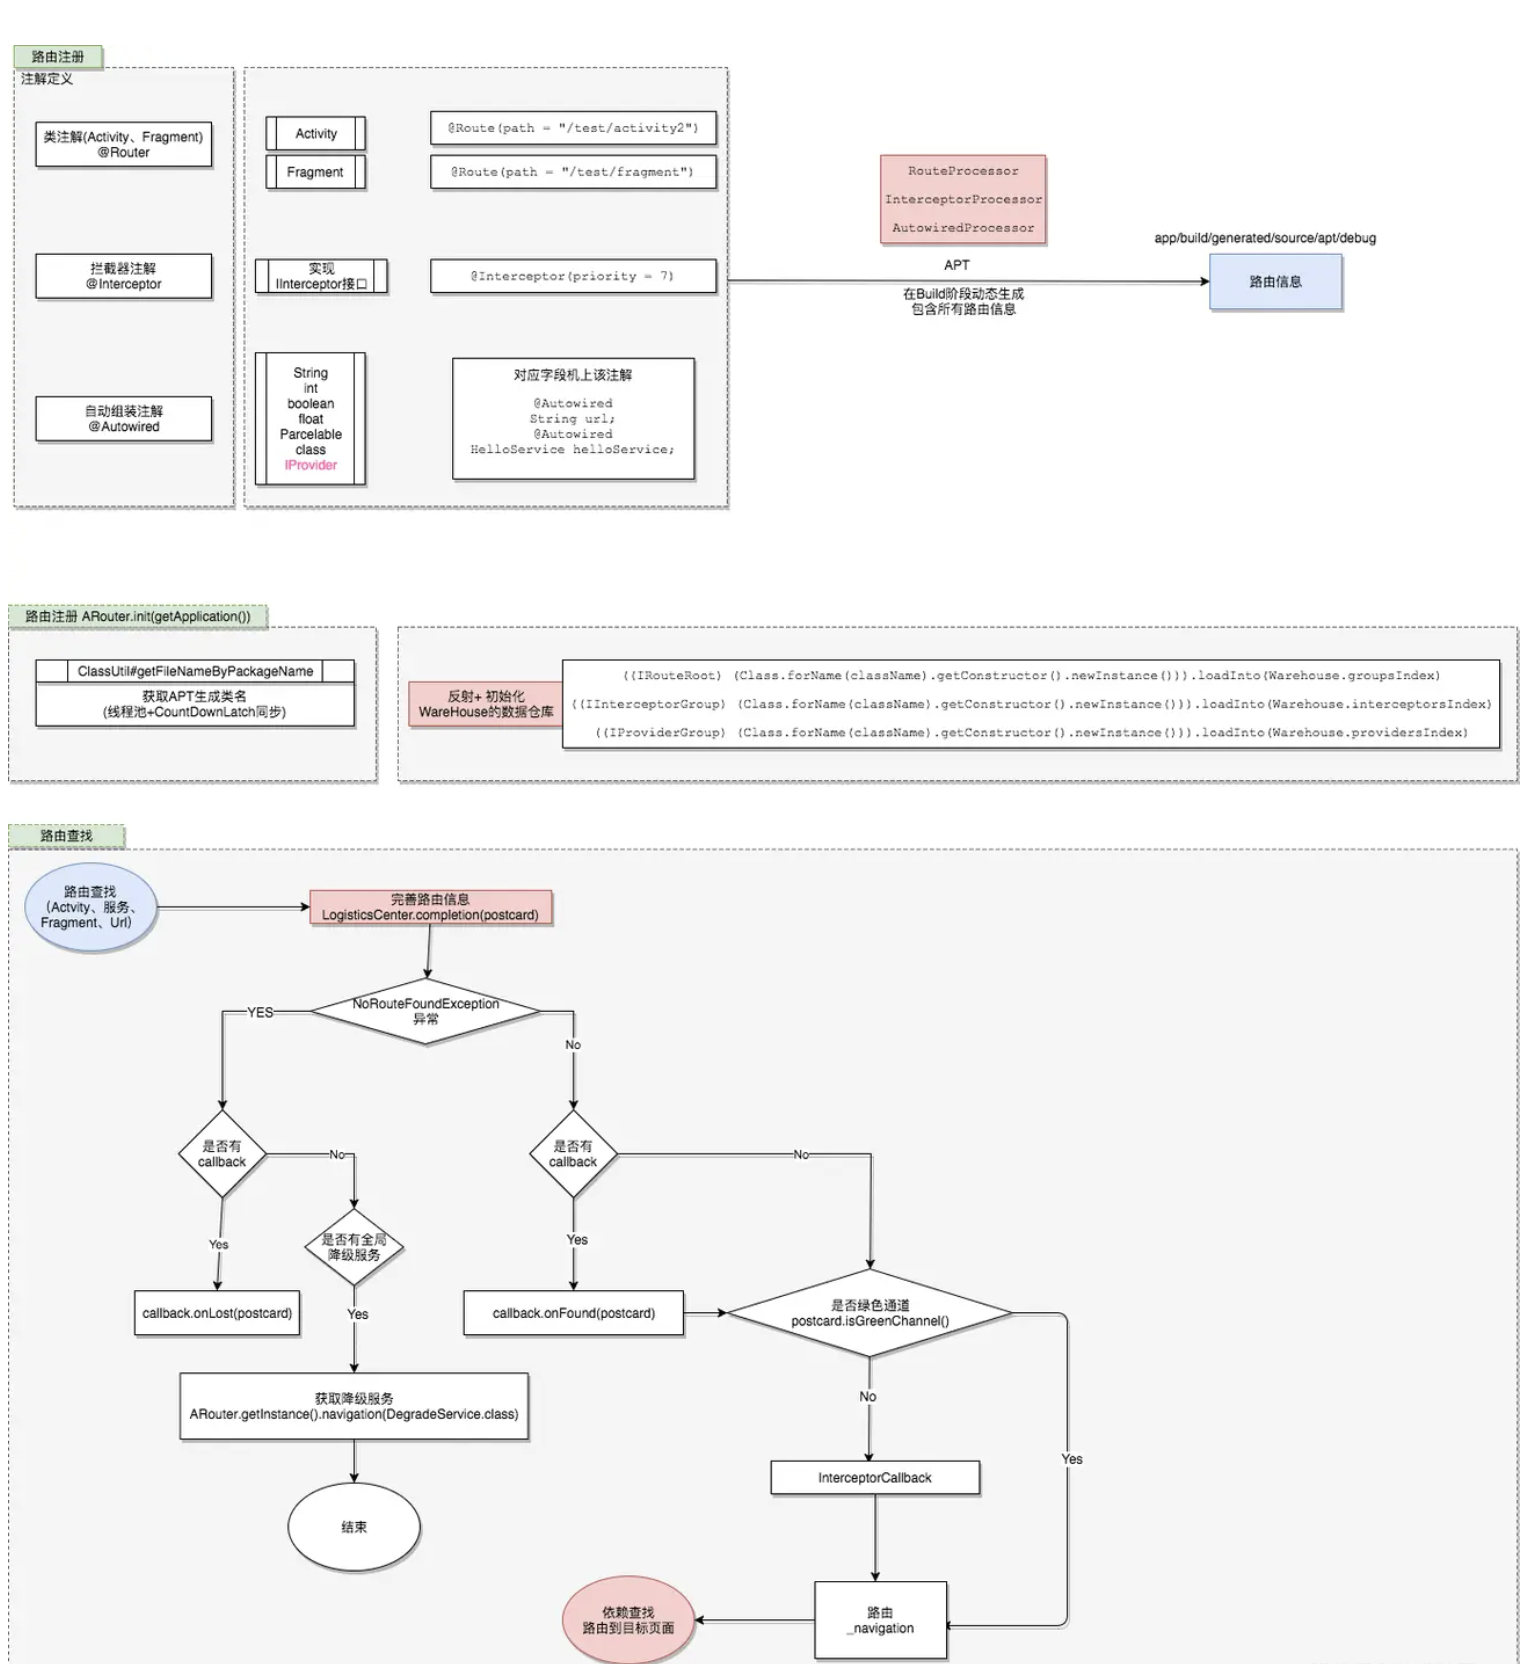 路由注册
注解定义
类注解(Activity、Fragment)
@Router
Activity
@Route(path = "/test/activity2")
Fragment
@Route(path = "/test/fragment")
拦截器注解
@Interceptor
实现
IInterceptor接口
@Interceptor(priority = 7)
自动组装注解
@Autowired
String
int
boolean
float
Parcelable
class
IProvider
对应字段机上该注解
@Autowired
String url;
@Autowired
HelloService helloService;
RouteProcessor
InterceptorProcessor
AutowiredProcessor
APT
在Build阶段动态生成
包含所有路由信息
app/build/generated/source/apt/debug
路由信息
路由注册 ARouter.init(getApplication())
ClassUtil#getFileNameByPackageName
获取APT生成类名
(线程池+CountDownLatch同步)
反射+ 初始化
WareHouse的数据仓库
((IRouteRoot) (Class.forName(className).getConstructor().newInstance())).loadInto(Warehouse.groupsIndex)
((IInterceptorGroup) (Class.forName(className).getConstructor().newInstance())).loadInto(Warehouse.interceptorsIndex)
((IProviderGroup) (Class.forName(className).getConstructor().newInstance())).loadInto(Warehouse.providersIndex)
路由查找
路由查找
（Actvity、服务、
Fragment、Url）
完善路由信息
LogisticsCenter.completion(postcard)
NoRouteFoundException
异常
YES
No
是否有
callback
No
是否有
callback
No
Yes
是否有全局
降级服务
Yes
callback.onLost(postcard)
Yes
callback.onFound(postcard)
是否绿色通道
postcard.isGreenChannel()
获取降级服务
ARouter.getInstance().navigation(DegradeService.class)
No
Yes
InterceptorCallback
结束
依赖查找
路由到目标页面
路由
_navigation